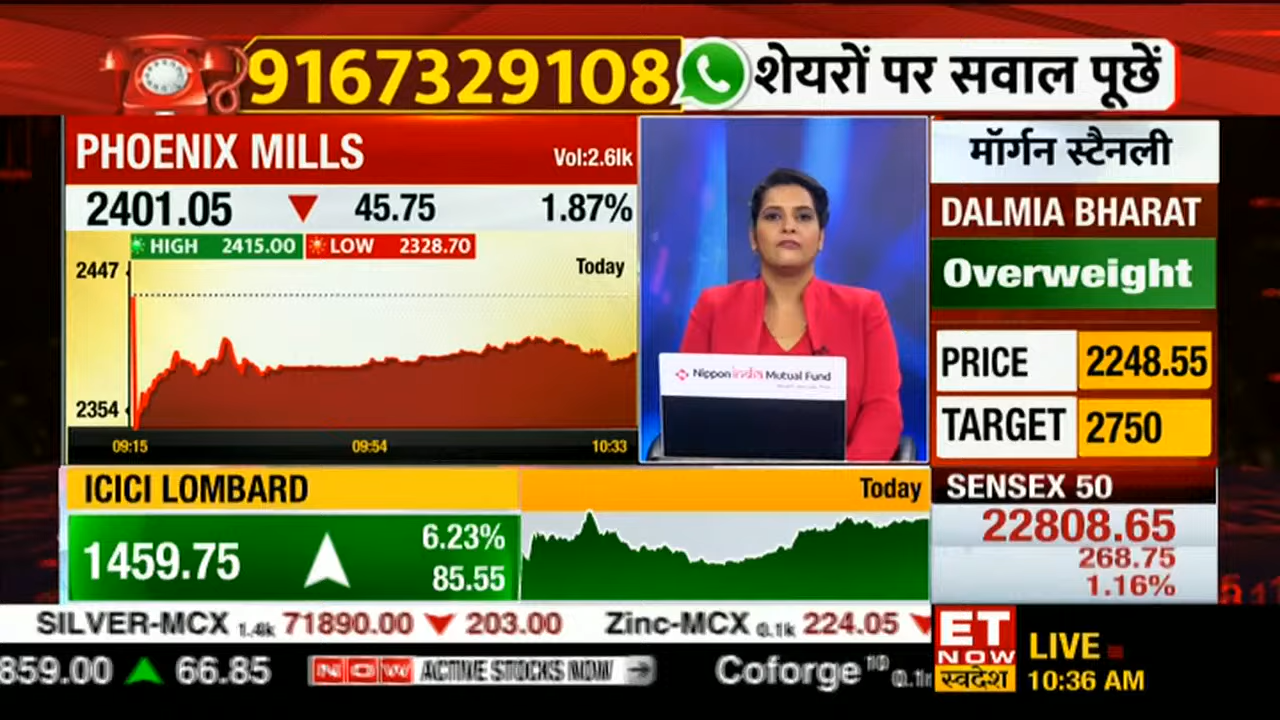 9167329108 शेयरों पर सवाल पूछें
PHOENIX MILLS Vol:2.6lk
2401.05 45.75 1.87%
HIGH 2415.00 LOW 2328.70
2447 Today
2354
09:15 09:54 10:33
Nippon india Mutual Fund
मॉर्गन स्टैनली
DALMIA BHARAT
Overweight
PRICE 2248.55
TARGET 2750
ICICI LOMBARD Today
1459.75 6.23%
85.55
SENSEX 50
22808.65
268.75
1.16%
SILVER-MCX 1.4k 71890.00 203.00 Zinc-MCX 0.1k 224.05
859.00 66.85 NOW ACTIVE STOCKS NOW Coforge
ET
NOW
स्वदेश
LIVE
10:36 AM